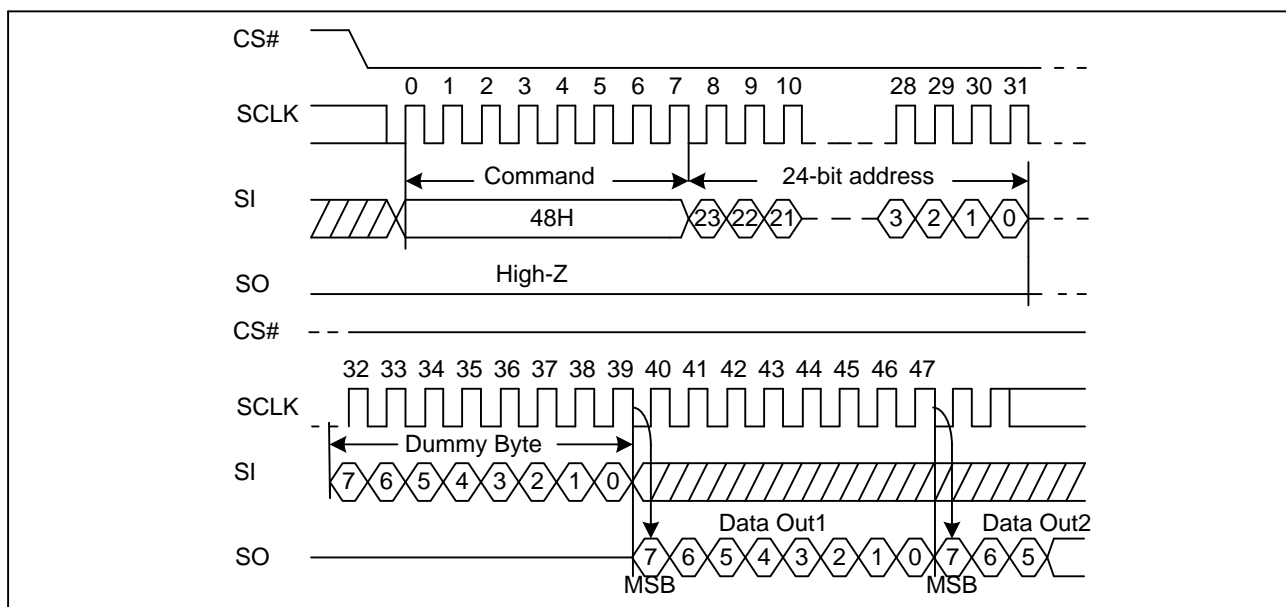 CS#
0 1 2 3 4 5 6 7 8 9 10 28 29 30 31
SCLK
Command 24-bit address
SI
48H 23 22 21 3 2 1 0
High-Z
SO
CS#
32 33 34 35 36 37 38 39 40 41 42 43 44 45 46 47
SCLK
Dummy Byte
SI
7 6 5 4 3 2 1 0
Data Out1 Data Out2
SO
7 6 5 4 3 2 1 0 7 6 5
MSB MSB